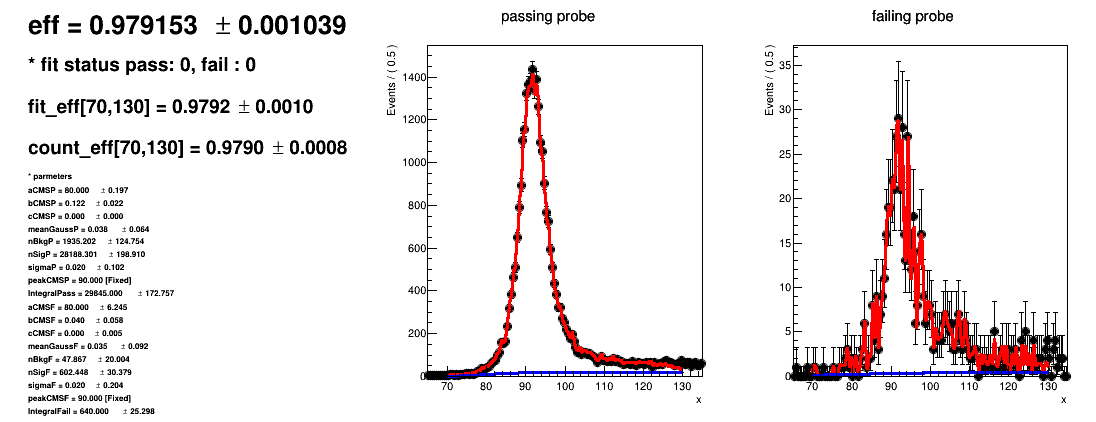 eff = 0.979153 ± 0.001039
* fit status pass: 0, fail : 0
fit_eff[70,130] = 0.9792 ± 0.0010
count_eff[70,130] = 0.9790 ± 0.0008
* parmeters
aCMSP = 80.000 ± 0.197
bCMSP = 0.122 ± 0.022
cCMSP = 0.000 ± 0.000
meanGaussP = 0.038 ± 0.064
nBkgP = 1935.202 ± 124.754
nSigP = 28188.301 ± 198.910
sigmaP = 0.020 ± 0.102
peakCMSP = 90.000 [Fixed]
IntegralPass = 29845.000 ± 172.757
aCMSF = 80.000 ± 6.245
bCMSF = 0.040 ± 0.058
cCMSF = 0.000 ± 0.005
meanGaussF = 0.035 ± 0.092
nBkgF = 47.867 ± 20.004
nSigF = 602.448 ± 30.379
sigmaF = 0.020 ± 0.204
peakCMSF = 90.000 [Fixed]
IntegralFail = 640.000 ± 25.298
passing probe
Events / ( 0.5 )
1400
1200
1000
800
600
400
200
0
70 80 90 100 110 120 130
x
failing probe
Events / ( 0.5 )
35
30
25
20
15
10
5
0
70 80 90 100 110 120 130
x